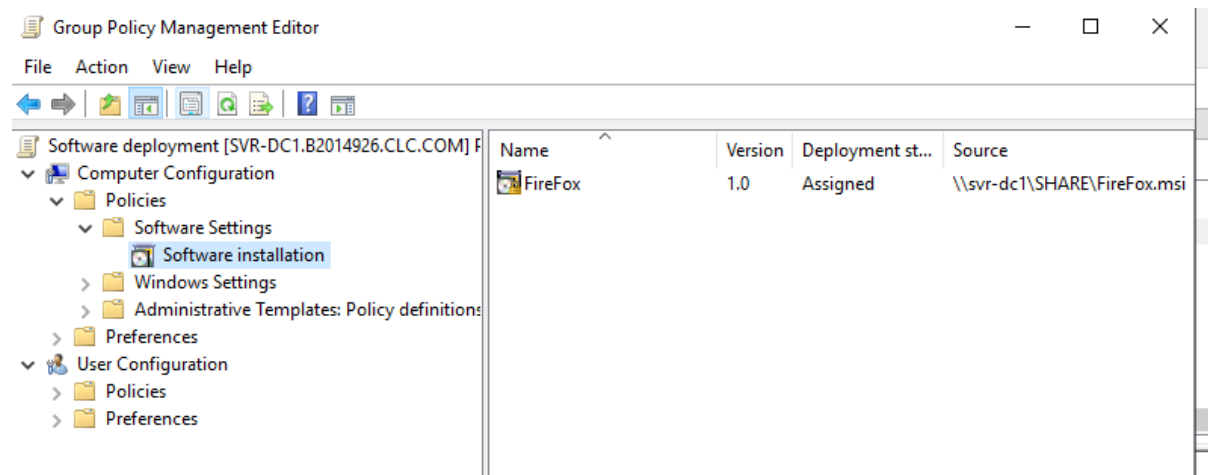 Group Policy Management Editor
File Action View Help
Software deployment [SVR-DC1.B2014926.CLC.COM]
Computer Configuration
Policies
Software Settings
Software installation
Windows Settings
Administrative Templates: Policy definitions
Preferences
User Configuration
Policies
Preferences
Name Version Deployment st... Source
FireFox 1.0 Assigned \\svr-dc1\SHARE\FireFox.msi